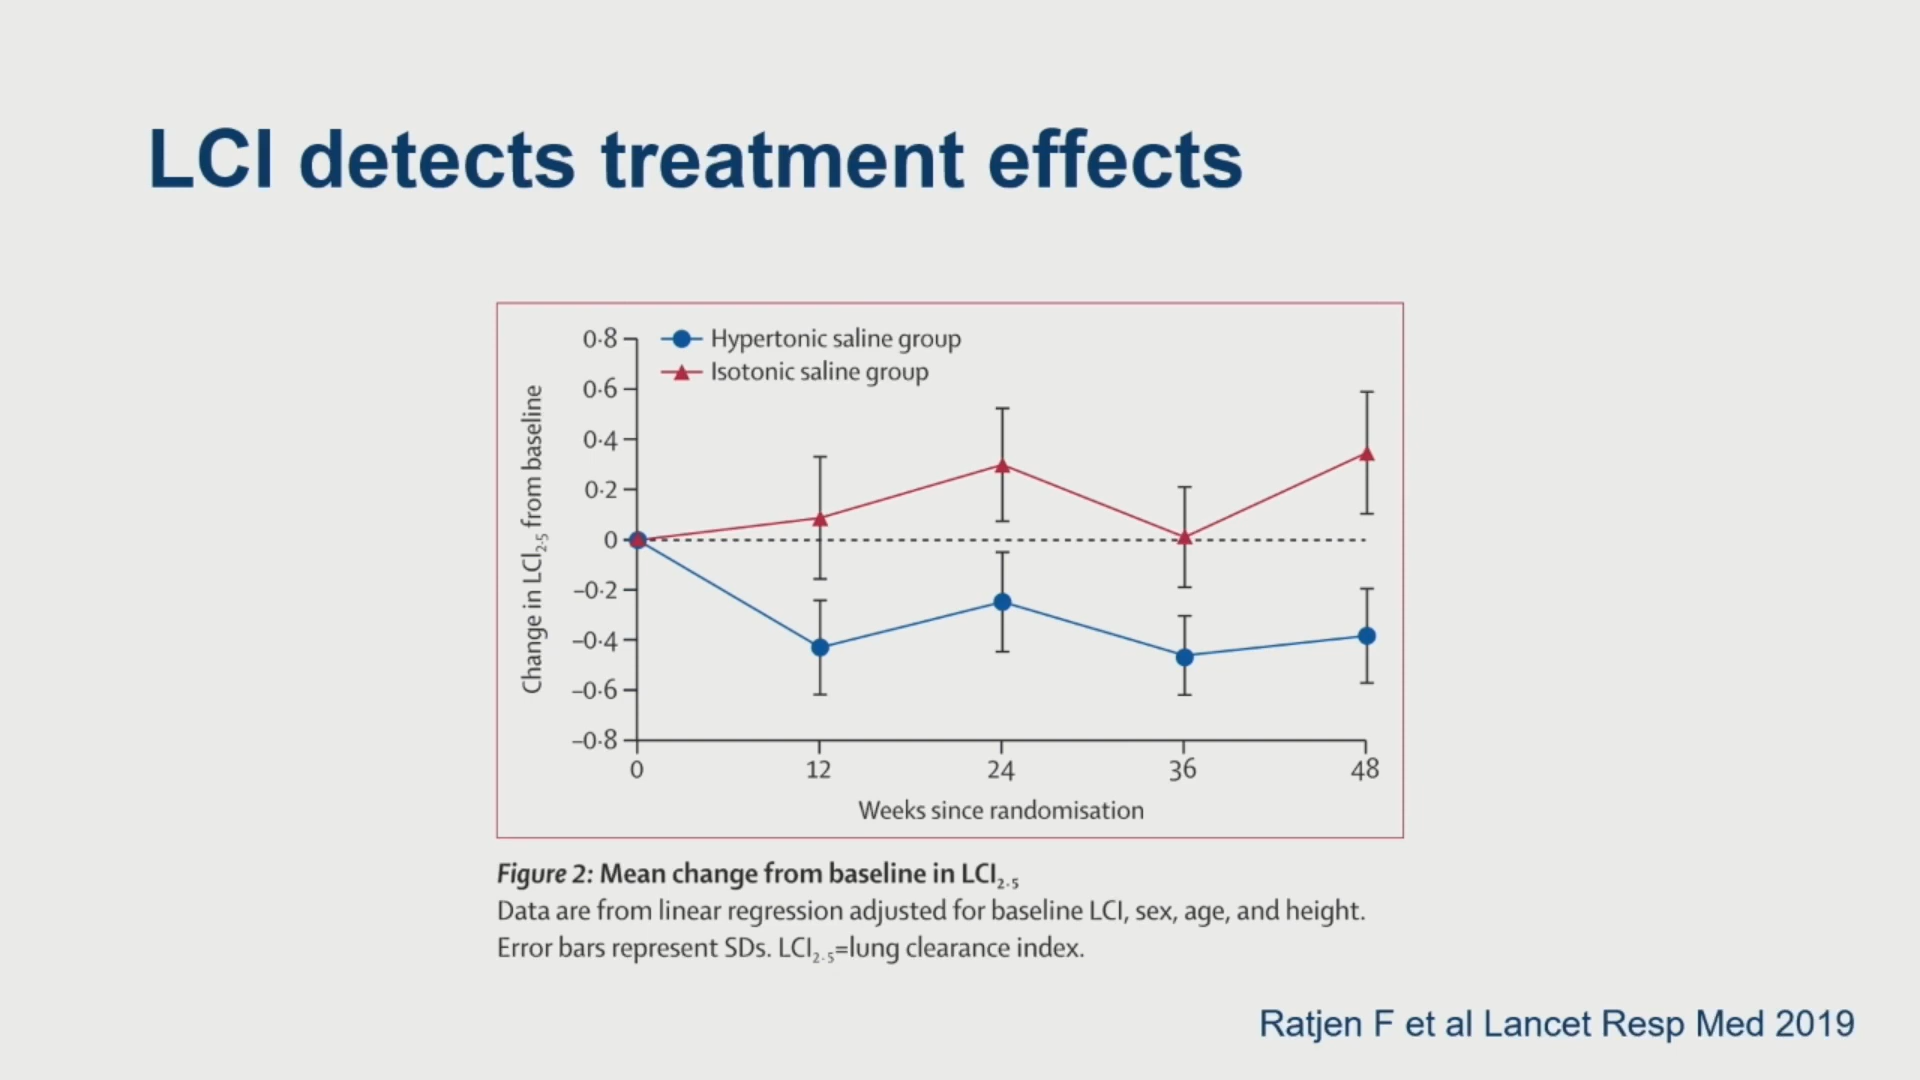 LCI detects treatment effects
0·8
Hypertonic saline group
Isotonic saline group
0·6
0·4
0·2
0
–0·2
–0·4
–0·6
–0·8
Change in LCI2·5 from baseline
0 12 24 36 48
Weeks since randomisation
Figure 2: Mean change from baseline in LCI2·5
Data are from linear regression adjusted for baseline LCI, sex, age, and height.
Error bars represent SDs. LCI2·5=lung clearance index.
Ratjen F et al Lancet Resp Med 2019